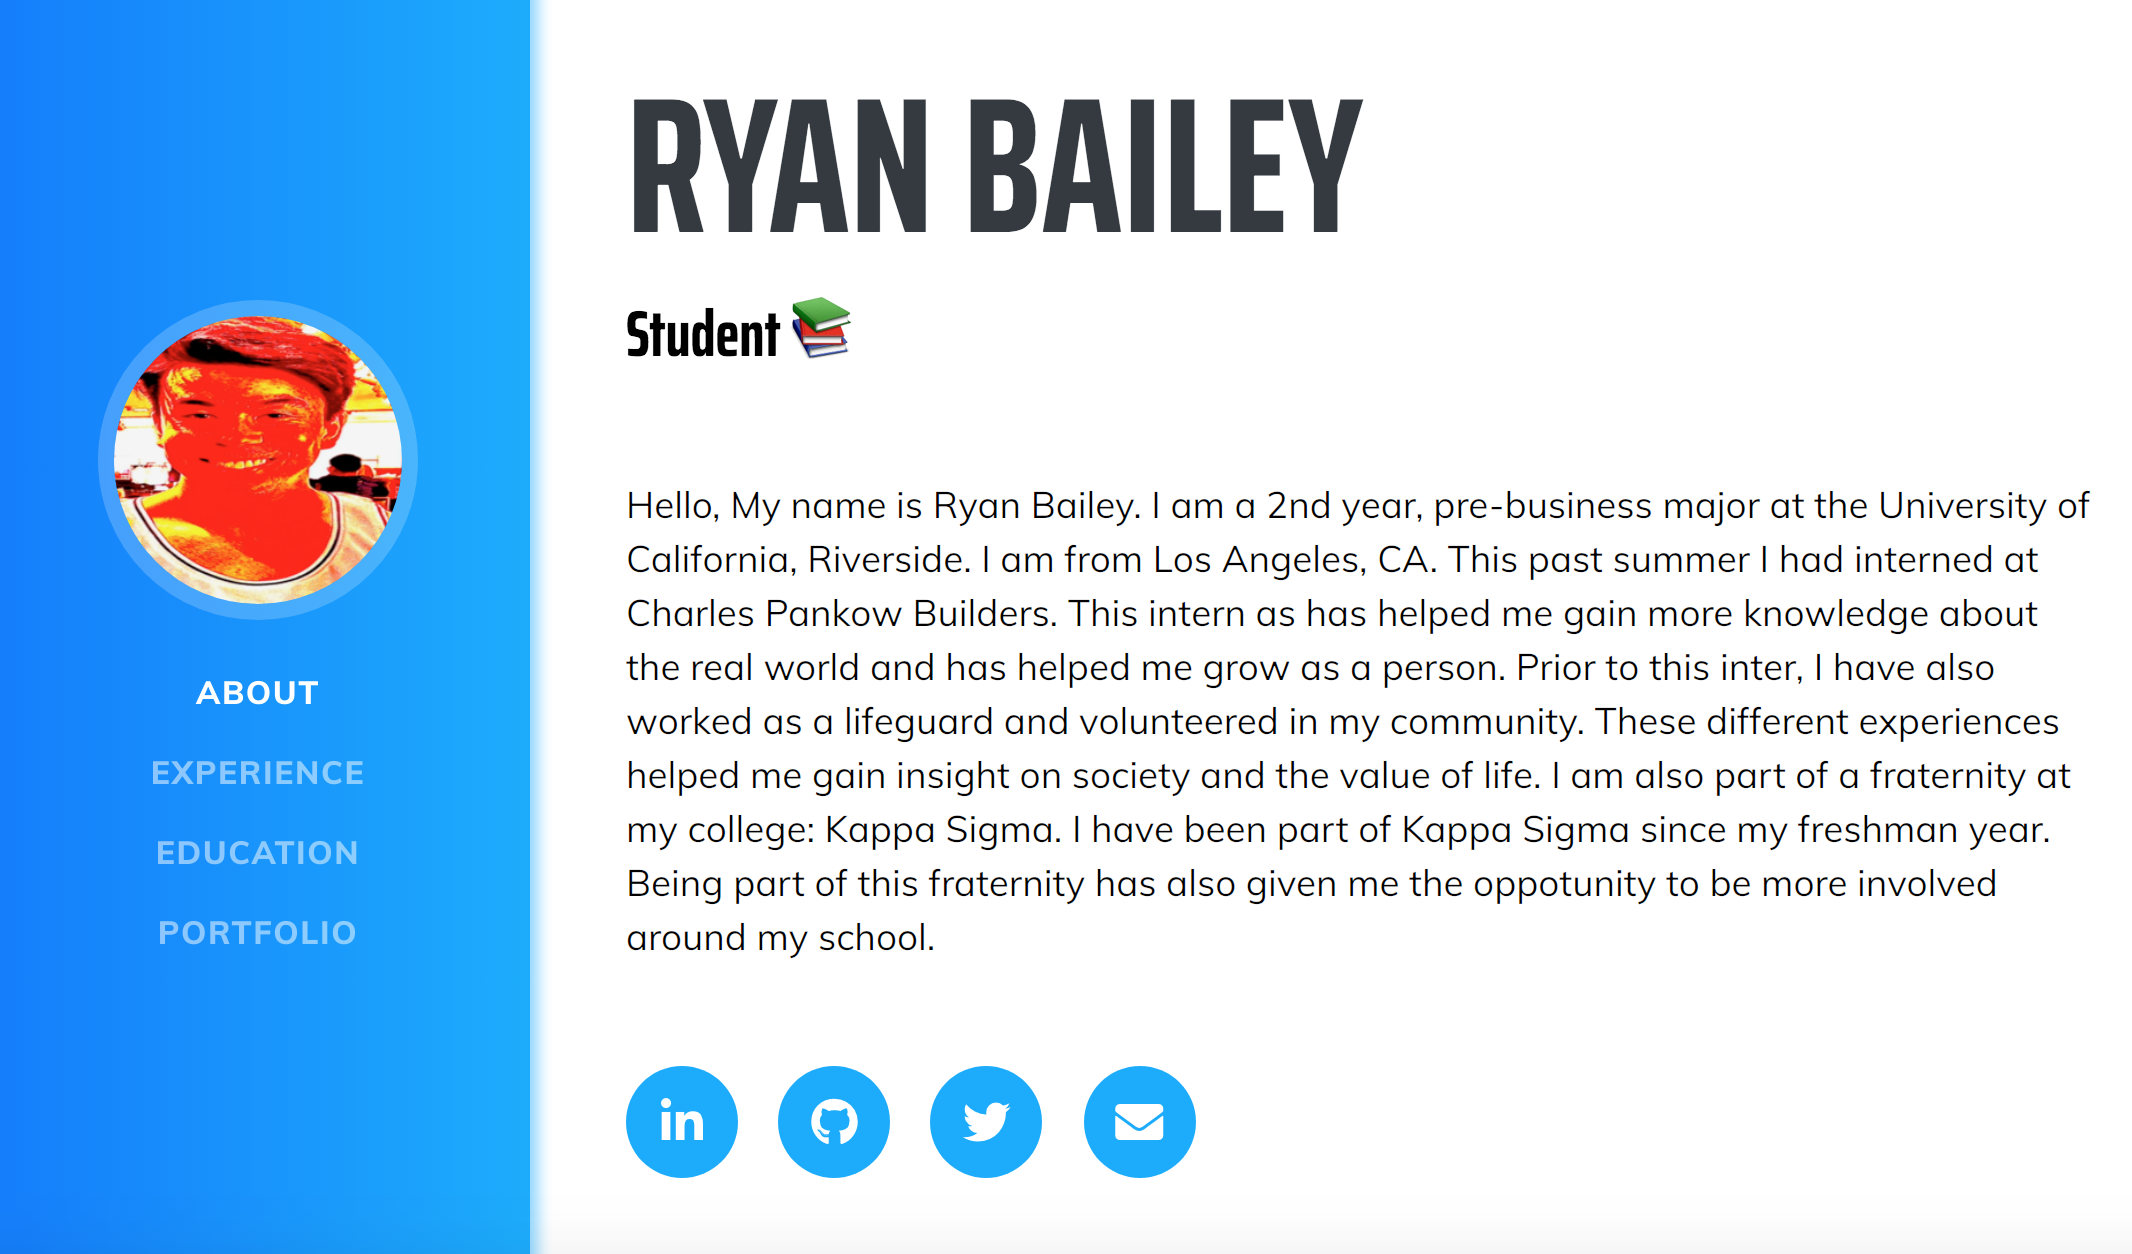 RYAN BAILEY
Student
Hello, My name is Ryan Bailey. I am a 2nd year, pre-business major at the University of
California, Riverside. I am from Los Angeles, CA. This past summer I had interned at
Charles Pankow Builders. This intern as has helped me gain more knowledge about
the real world and has helped me grow as a person. Prior to this inter, I have also
worked as a lifeguard and volunteered in my community. These different experiences
helped me gain insight on society and the value of life. I am also part of a fraternity at
my college: Kappa Sigma. I have been part of Kappa Sigma since my freshman year.
Being part of this fraternity has also given me the oppotunity to be more involved
around my school.
ABOUT
EXPERIENCE
EDUCATION
PORTFOLIO
in